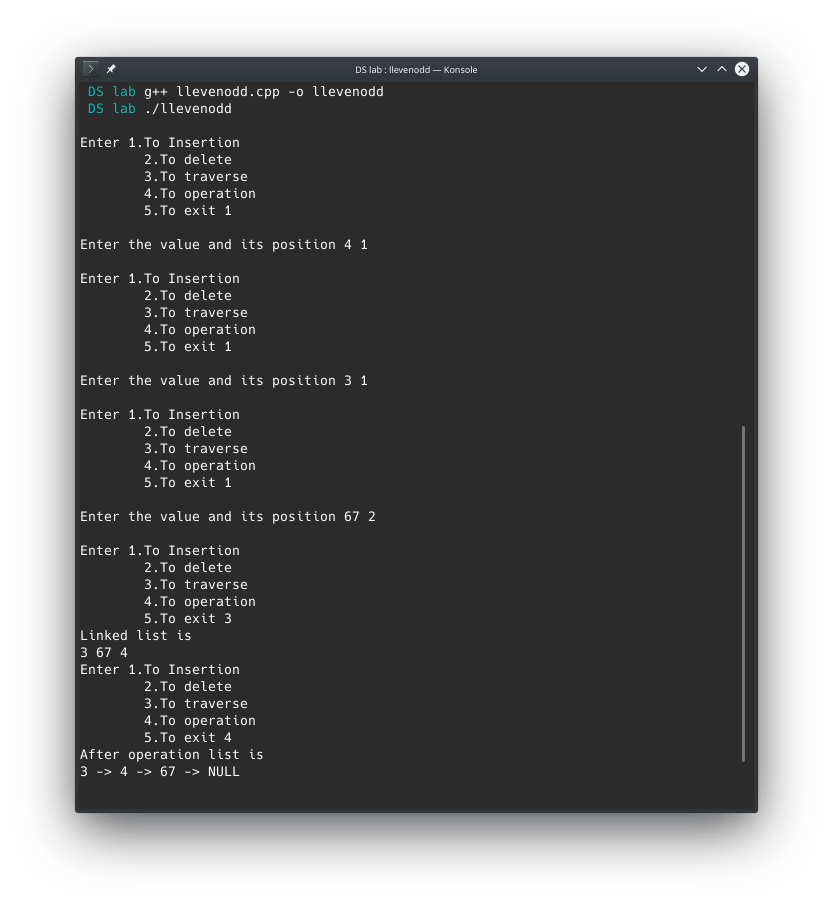 DS lab : llevenodd — Konsole
DS lab g++ llevenodd.cpp -o llevenodd
DS lab ./llevenodd
Enter 1.To Insertion
2.To delete
3.To traverse
4.To operation
5.To exit 1
Enter the value and its position 4 1
Enter 1.To Insertion
2.To delete
3.To traverse
4.To operation
5.To exit 1
Enter the value and its position 3 1
Enter 1.To Insertion
2.To delete
3.To traverse
4.To operation
5.To exit 1
Enter the value and its position 67 2
Enter 1.To Insertion
2.To delete
3.To traverse
4.To operation
5.To exit 3
Linked list is
3 67 4
Enter 1.To Insertion
2.To delete
3.To traverse
4.To operation
5.To exit 4
After operation list is
3 -> 4 -> 67 -> NULL